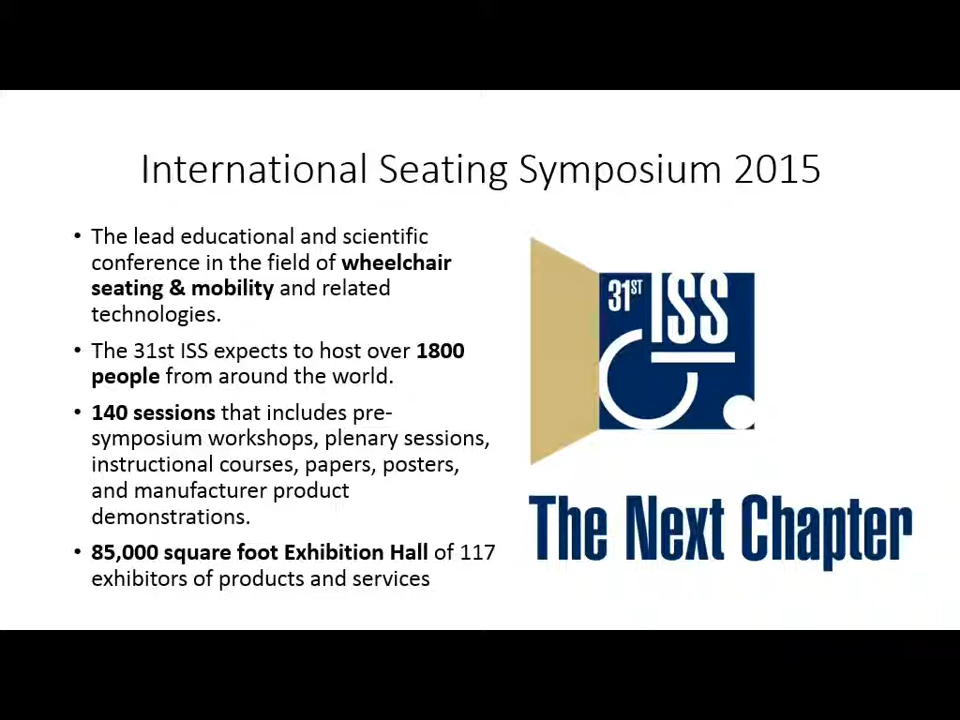 International Seating Symposium 2015
• The lead educational and scientific
conference in the field of wheelchair
seating & mobility and related
technologies.
• The 31st ISS expects to host over 1800
people from around the world.
• 140 sessions that includes pre-
symposium workshops, plenary sessions,
instructional courses, papers, posters,
and manufacturer product
demonstrations.
• 85,000 square foot Exhibition Hall of 117
exhibitors of products and services
31ST ISS
The Next Chapter